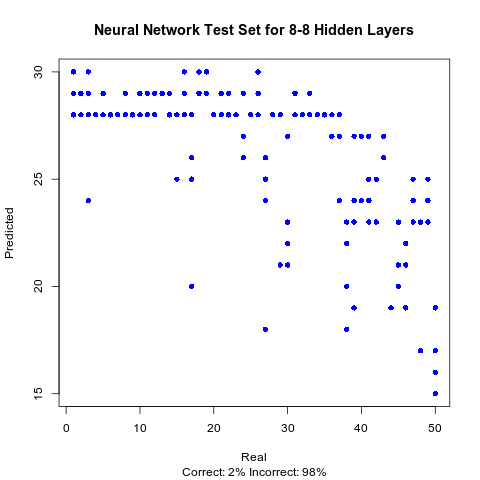 Neural Network Test Set for 8-8 Hidden Layers
30
25
20
15
Predicted
0 10 20 30 40 50
Real
Correct: 2% Incorrect: 98%